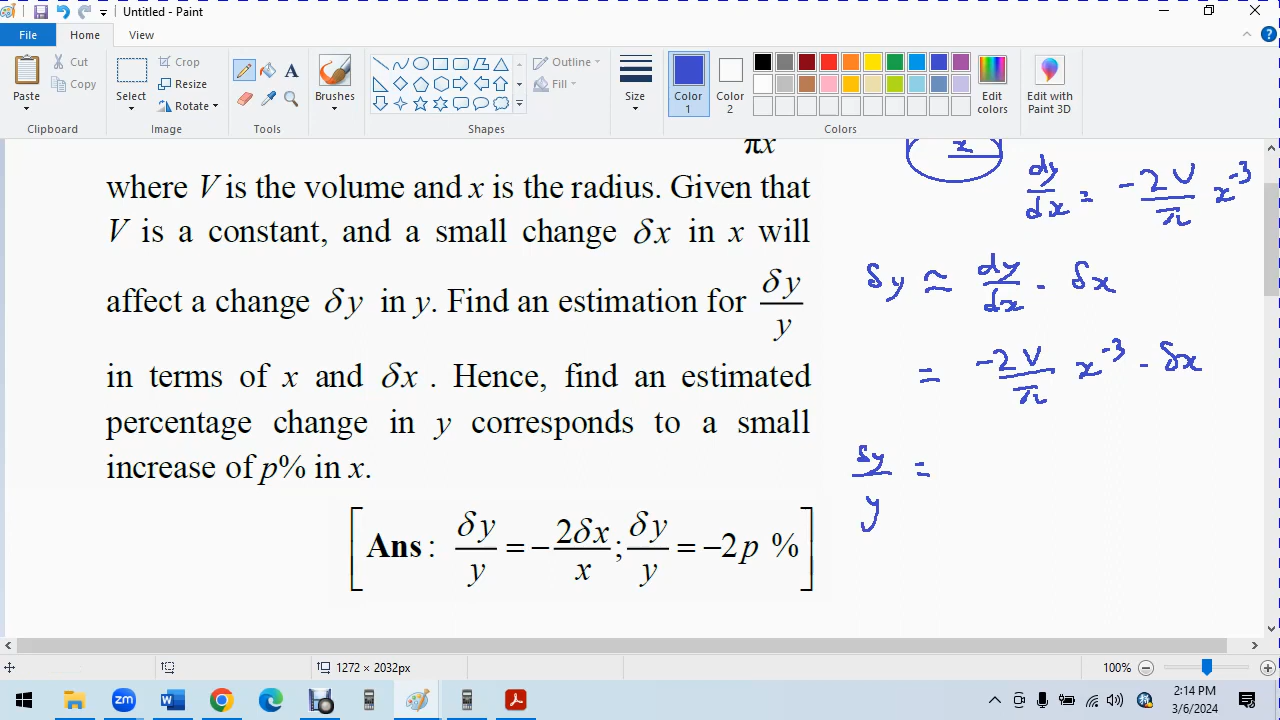 Untitled - Paint
File Home View
Paste
Cut
Copy
Clipboard
Select
Crop
Resize
Rotate
Image
A
Tools
Brushes
Outline
Fill
Shapes
Size
Color 1
Color 2
Edit colors
Colors
Edit with Paint 3D
πx
where V is the volume and x is the radius. Given that
V is a constant, and a small change δx in x will
affect a change δy in y. Find an estimation for δy/y
in terms of x and δx . Hence, find an estimated
percentage change in y corresponds to a small
increase of p% in x.
[Ans: δy/y = −2δx/x ; δy/y = −2p %]
x
dy/dx = -2V/π x^-3
δy ≈ dy/dx . δx
= -2V/π x^-3 . δx
δy/y =
1272 × 2032px
100%
zm
W
2:14 PM
3/6/2024